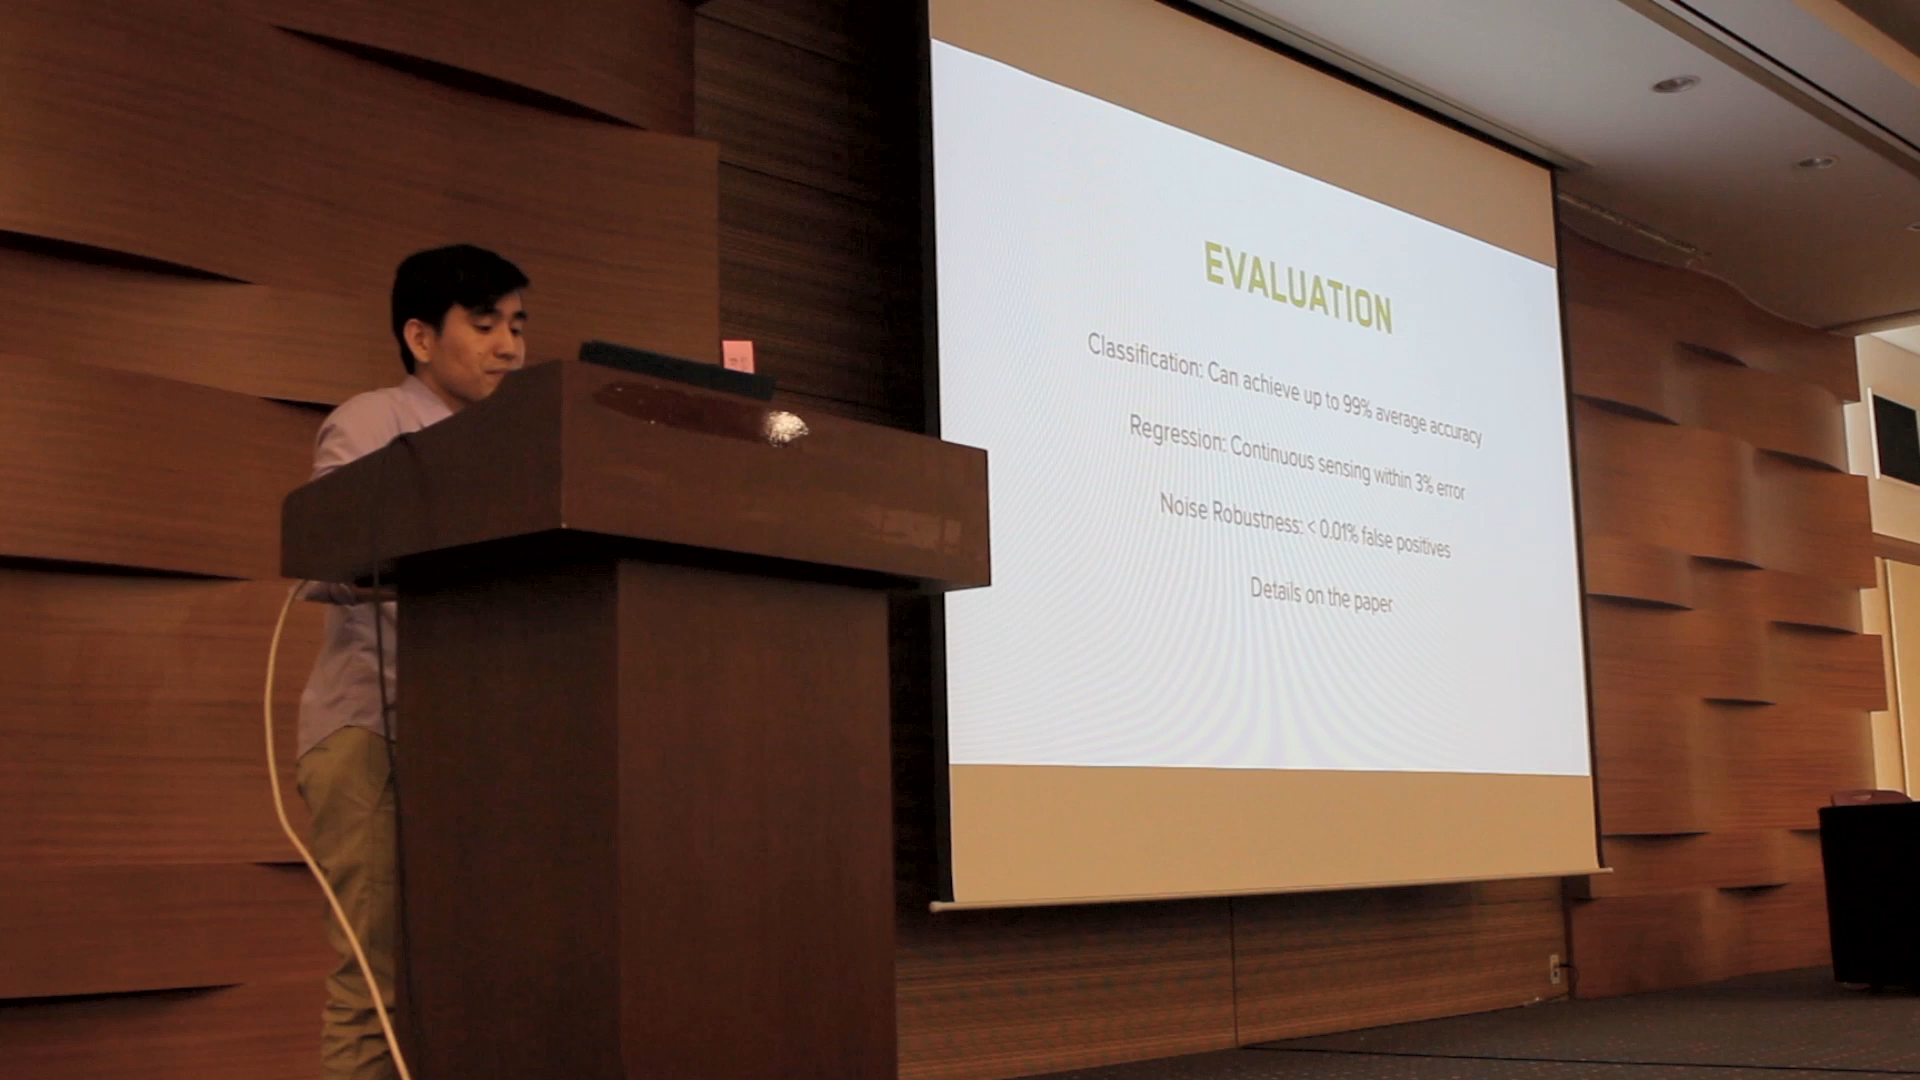 EVALUATION
Classification: Can achieve up to 99% average accuracy
Regression: Continuous sensing within 3% error
Noise Robustness: < 0.01% false positives
Details on the paper